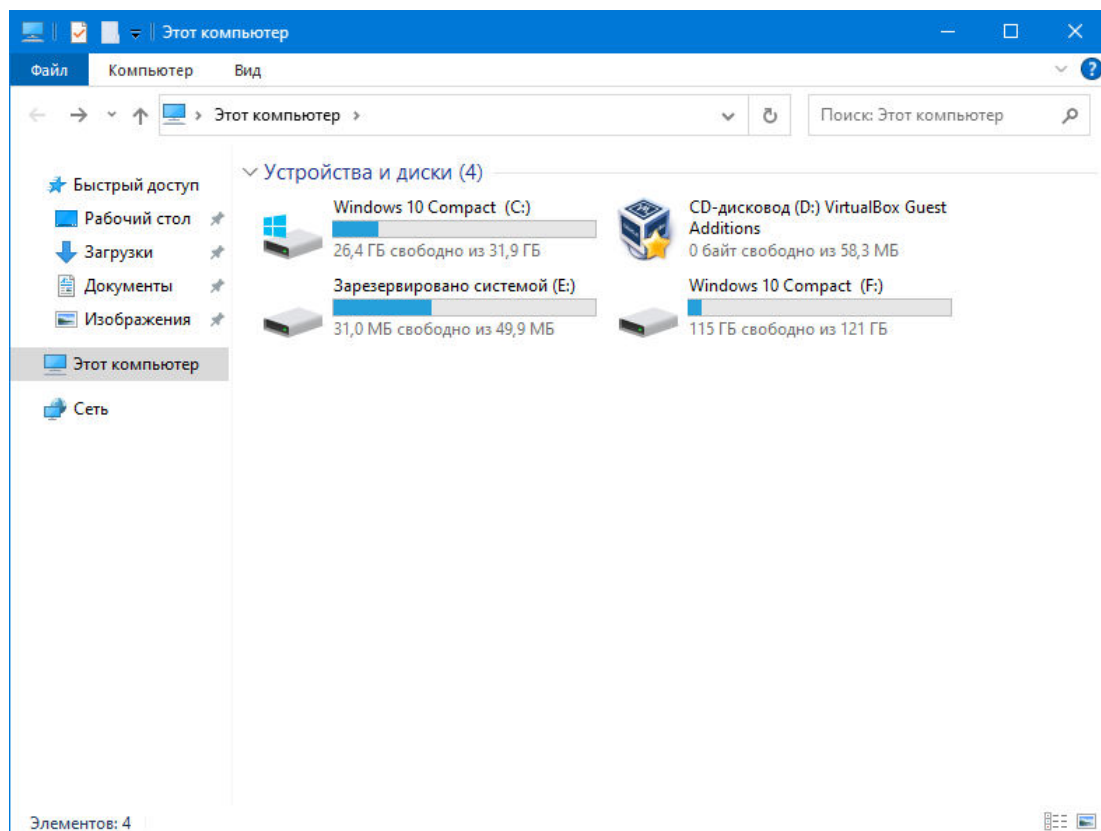 Этот компьютер
Файл Компьютер Вид
Этот компьютер
Поиск: Этот компьютер
Быстрый доступ
Рабочий стол
Загрузки
Документы
Изображения
Этот компьютер
Сеть
Устройства и диски (4)
Windows 10 Compact (C:)
26,4 ГБ свободно из 31,9 ГБ
CD-дисковод (D:) VirtualBox Guest
Additions
0 байт свободно из 58,3 МБ
Зарезервировано системой (E:)
31,0 МБ свободно из 49,9 МБ
Windows 10 Compact (F:)
115 ГБ свободно из 121 ГБ
Элементов: 4